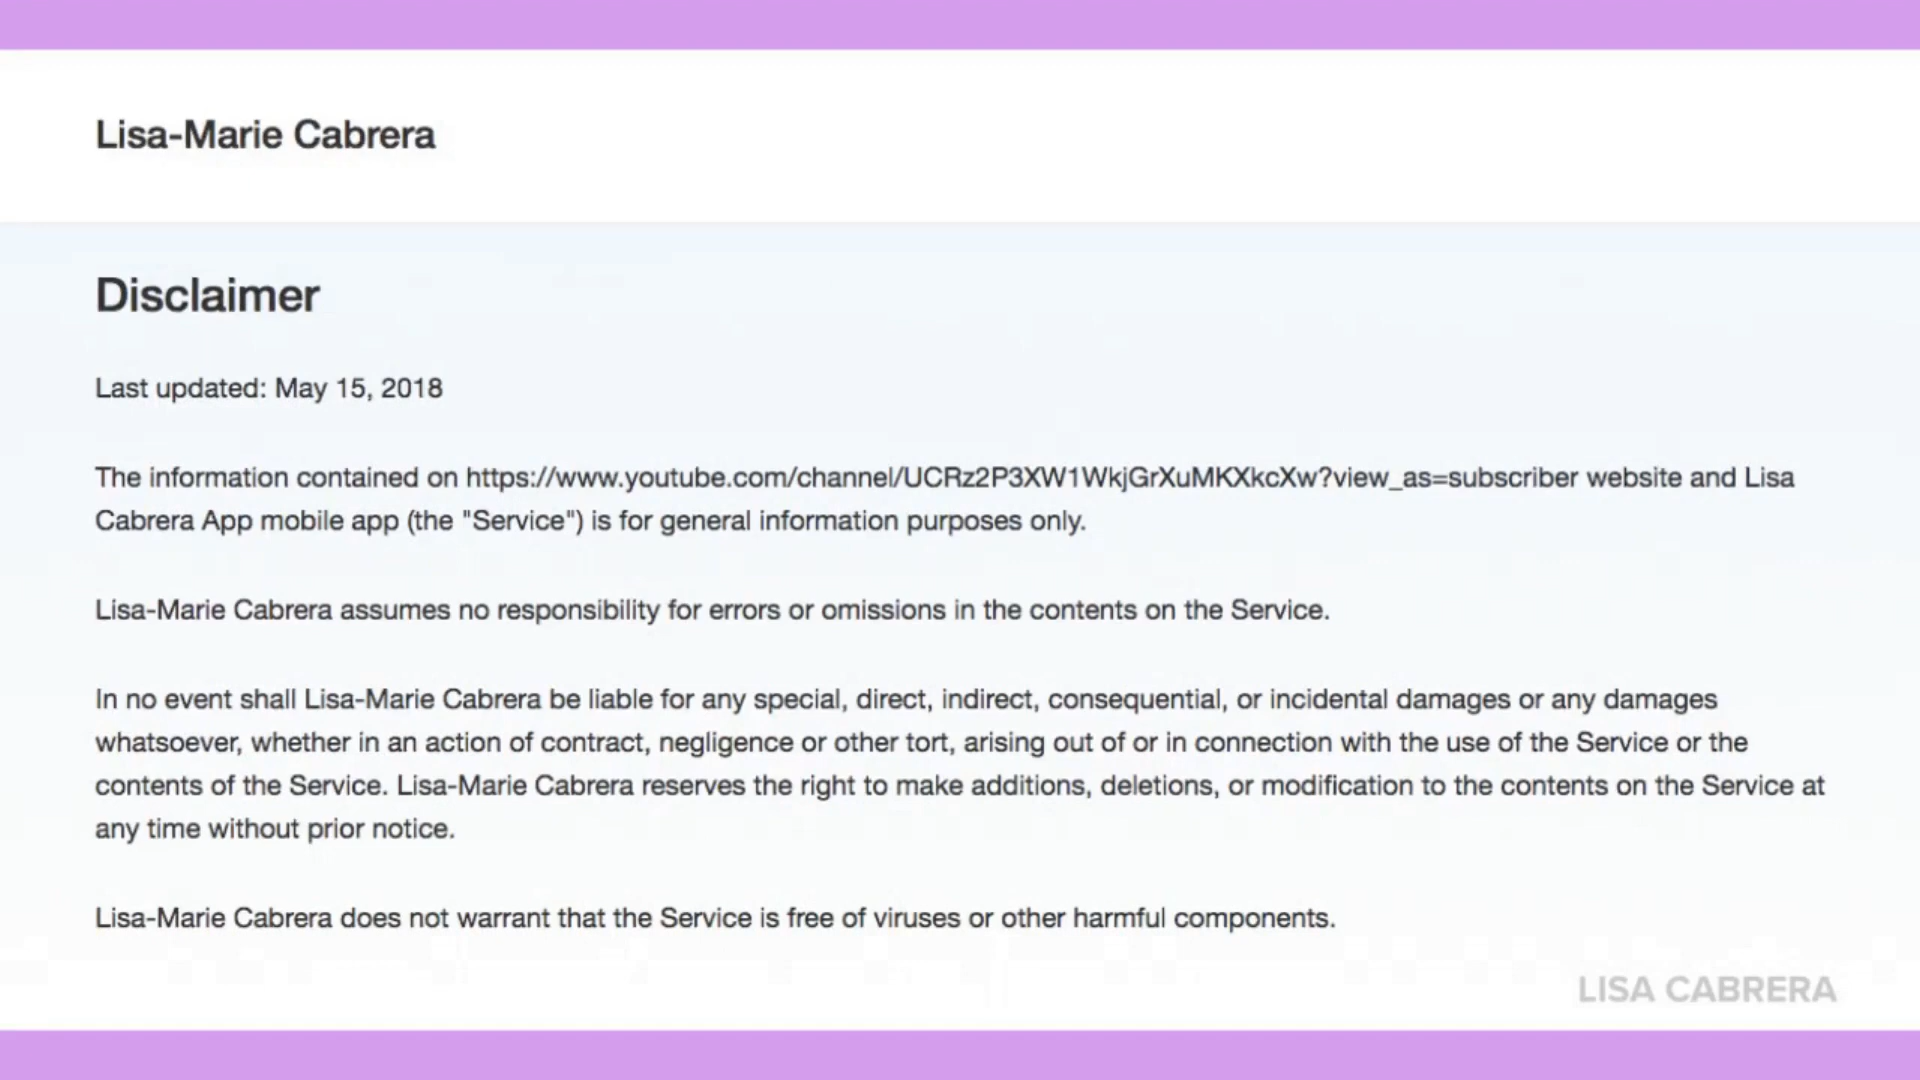 Lisa-Marie Cabrera
Disclaimer
Last updated: May 15, 2018
The information contained on https://www.youtube.com/channel/UCRz2P3XW1WkjGrXuMKXkcXw?view_as=subscriber website and Lisa
Cabrera App mobile app (the "Service") is for general information purposes only.
Lisa-Marie Cabrera assumes no responsibility for errors or omissions in the contents on the Service.
In no event shall Lisa-Marie Cabrera be liable for any special, direct, indirect, consequential, or incidental damages or any damages
whatsoever, whether in an action of contract, negligence or other tort, arising out of or in connection with the use of the Service or the
contents of the Service. Lisa-Marie Cabrera reserves the right to make additions, deletions, or modification to the contents on the Service at
any time without prior notice.
Lisa-Marie Cabrera does not warrant that the Service is free of viruses or other harmful components.
LISA CABRERA